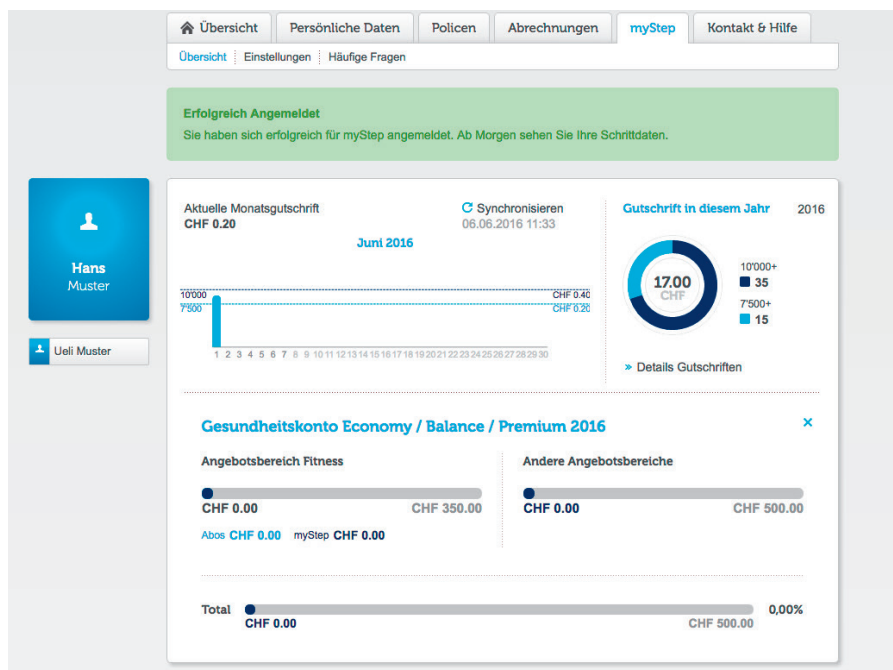 Übersicht Persönliche Daten Policen Abrechnungen myStep Kontakt & Hilfe
Übersicht Einstellungen Häufige Fragen
Erfolgreich Angemeldet
Sie haben sich erfolgreich für myStep angemeldet. Ab Morgen sehen Sie Ihre Schrittdaten.
Hans
Muster
Ueli Muster
Aktuelle Monatsgutschrift
CHF 0.20
Synchronisieren
06.06.2016 11:33
Juni 2016
10'000 CHF 0.40
7'500 CHF 0.20
1 2 3 4 5 6 7 8 9 10 11 12 13 14 15 16 17 18 19 20 21 22 23 24 25 26 27 28 29 30
Gutschrift in diesem Jahr 2016
17.00
CHF
10'000+
35
7'500+
15
» Details Gutschriften
Gesundheitskonto Economy / Balance / Premium 2016
Angebotsbereich Fitness
CHF 0.00 CHF 350.00
Abos CHF 0.00 myStep CHF 0.00
Andere Angebotsbereiche
CHF 0.00 CHF 500.00
Total 0,00%
CHF 0.00 CHF 500.00